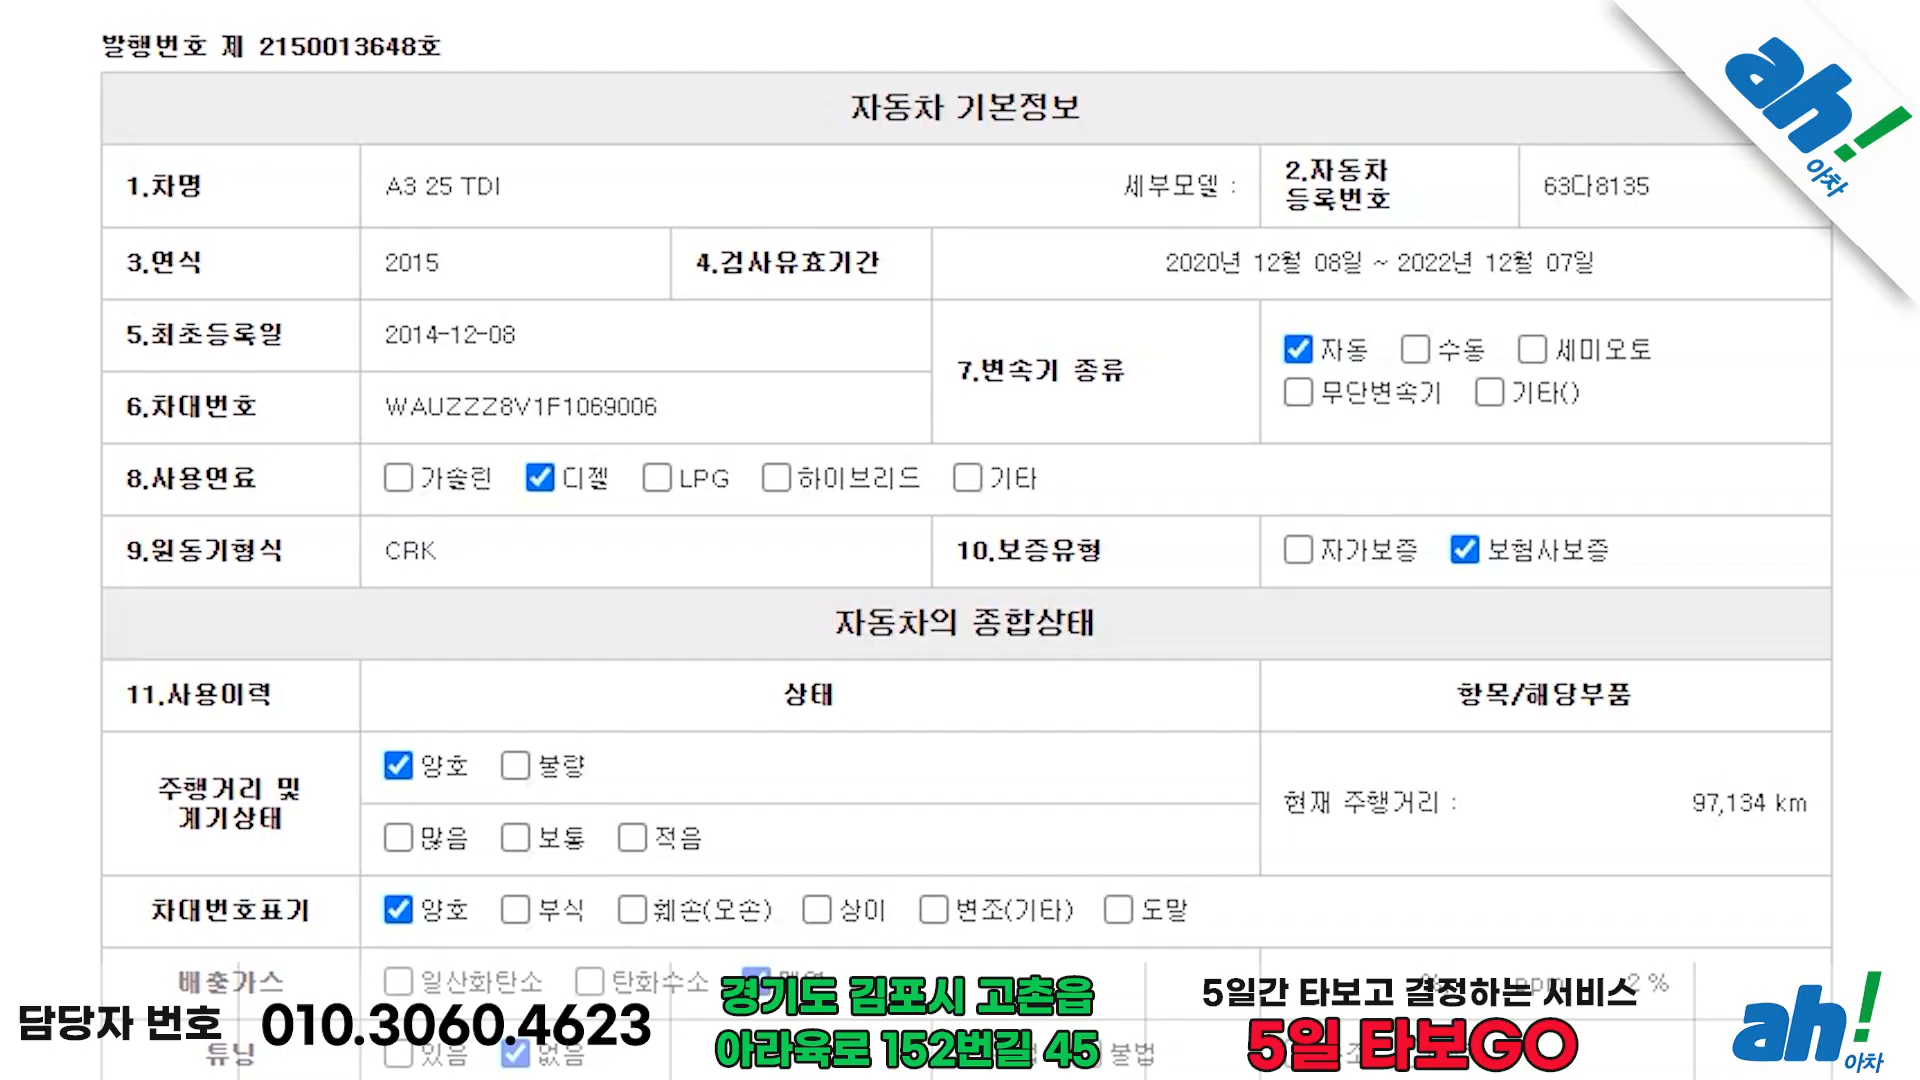 발행번호 제 2150013648호
자동차 기본정보
1.차명 A3 25 TDI 세부모델 : 2.자동차 등록번호 63다8135
3.연식 2015 4.검사유효기간 2020년 12월 08일 ~ 2022년 12월 07일
5.최초등록일 2014-12-08
7.변속기 종류 자동 수동 세미오토
무단변속기 기타()
6.차대번호 WAUZZZ8V1F1069006
8.사용연료 가솔린 디젤 LPG 하이브리드 기타
9.원동기형식 CRK 10.보증유형 자가보증 보험사보증
자동차의 종합상태
11.사용이력 상태 항목/해당부품
주행거리 및
계기상태
양호 불량
많음 보통 적음
현재 주행거리 : 97,134 km
차대번호표기 양호 부식 훼손(오손) 상이 변조(기타) 도말
배출가스 일산화탄소 탄화수소 2 %
튜닝 있음 없음 불법
담당자 번호 010.3060.4623
경기도 김포시 고촌읍
아라육로 152번길 45
5일간 타보고 결정하는 서비스
5일 타보GO
ah!
아차
ah!
아차